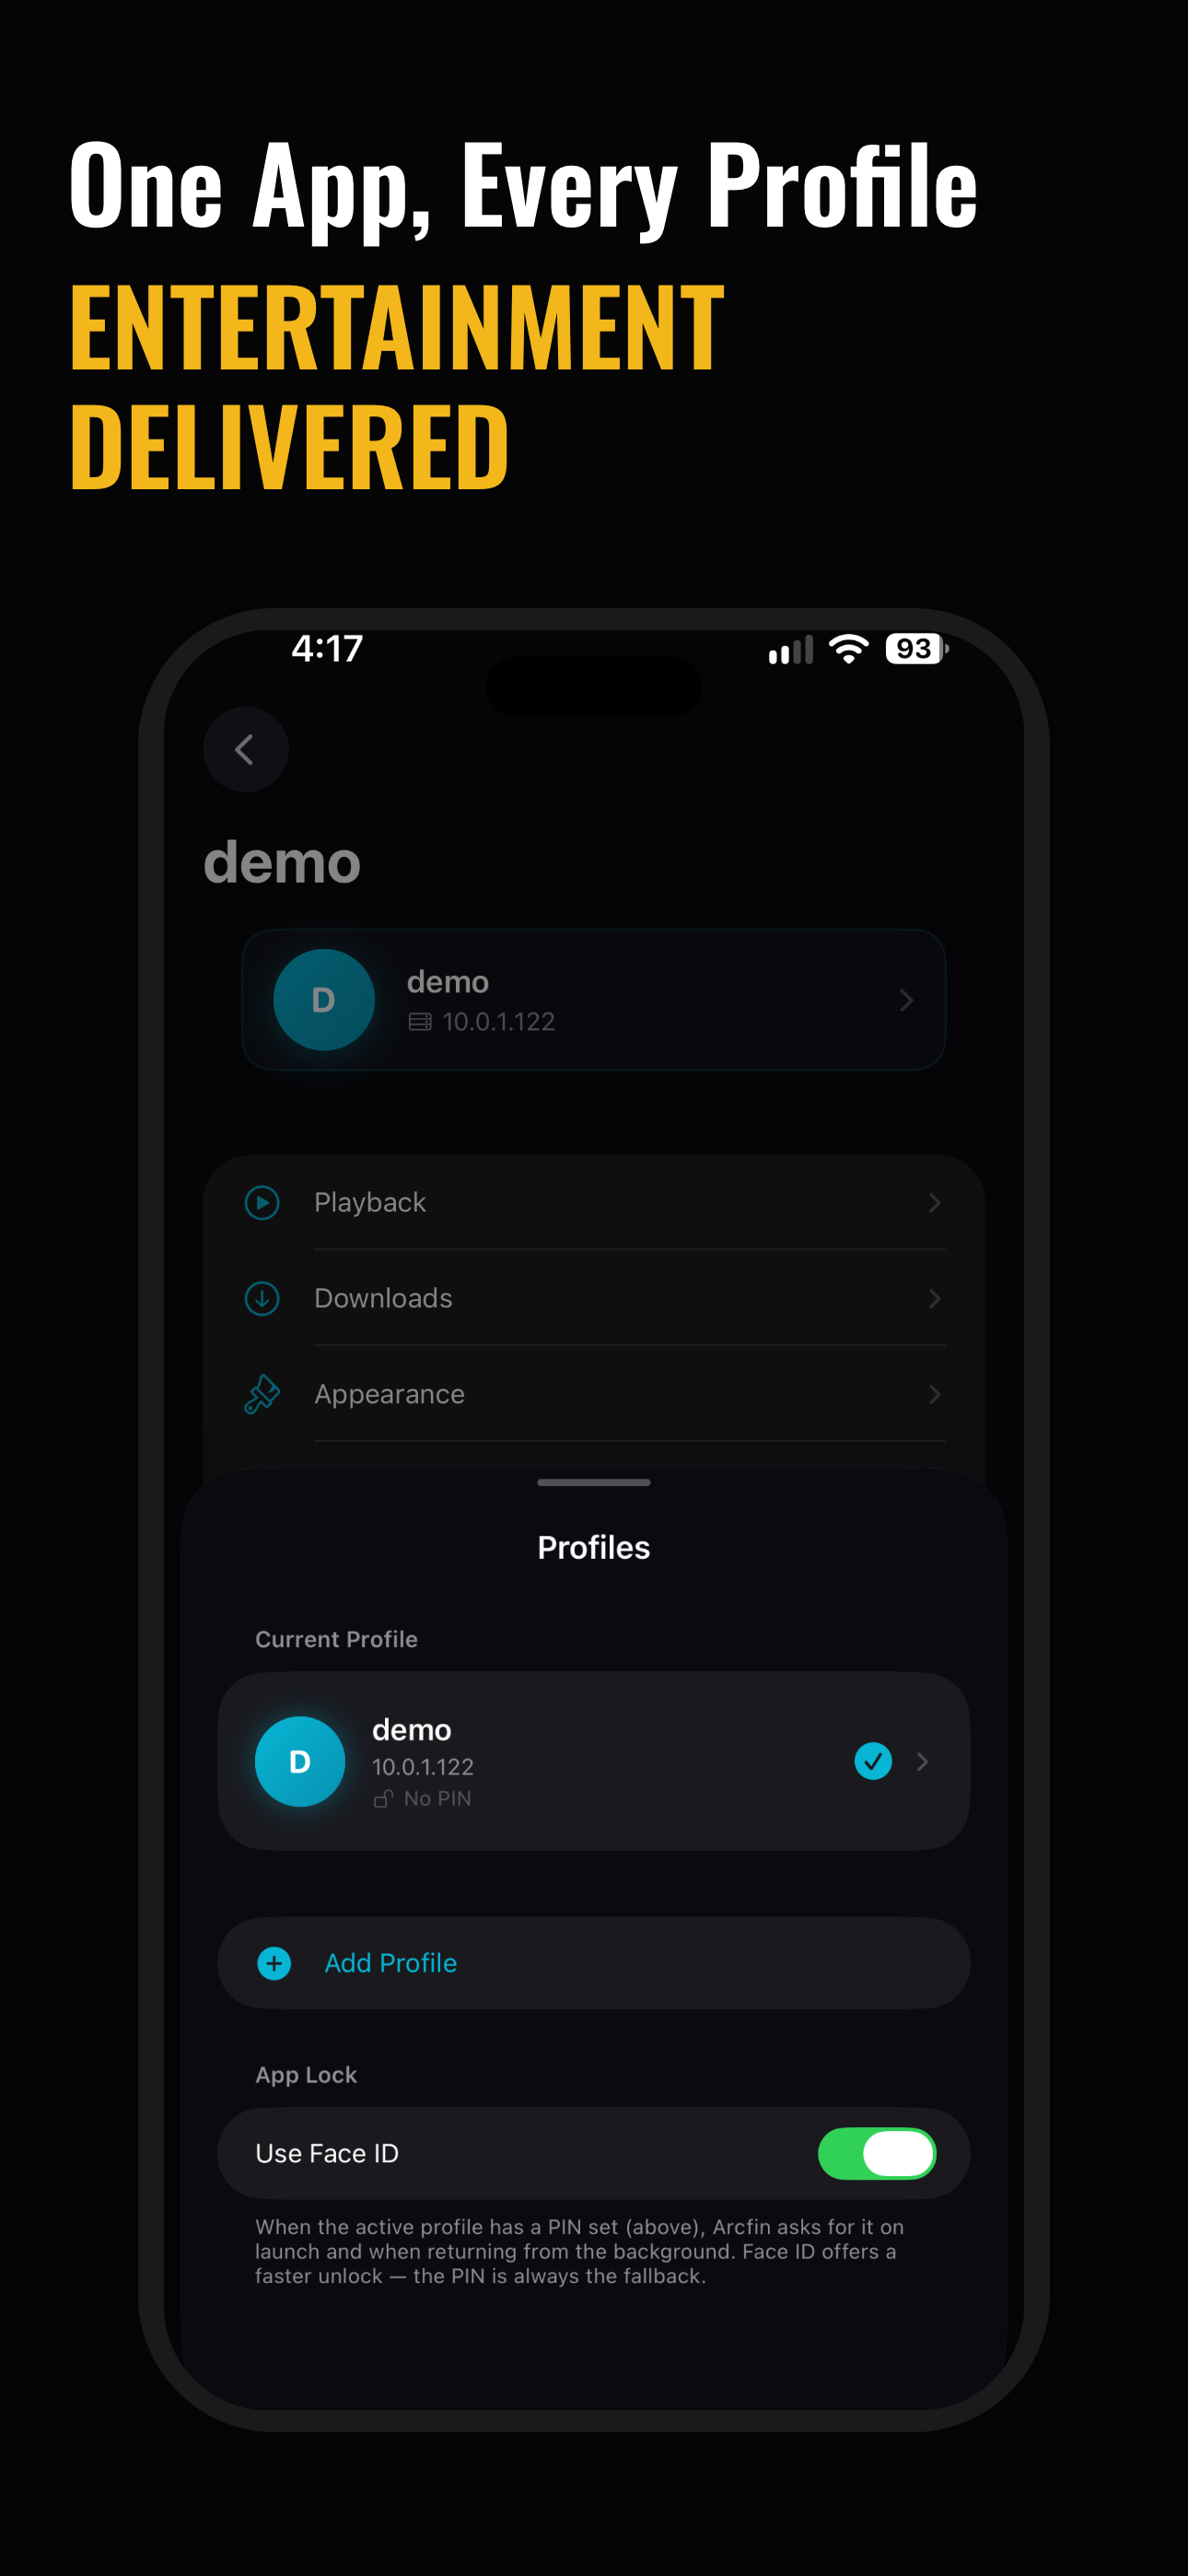 One App, Every Profile
ENTERTAINMENT
DELIVERED
4:17
93
demo
D
demo
10.0.1.122
Playback
Downloads
Appearance
Profiles
Current Profile
D
demo
10.0.1.122
No PIN
Add Profile
App Lock
Use Face ID
When the active profile has a PIN set (above), Arcfin asks for it on
launch and when returning from the background. Face ID offers a
faster unlock — the PIN is always the fallback.